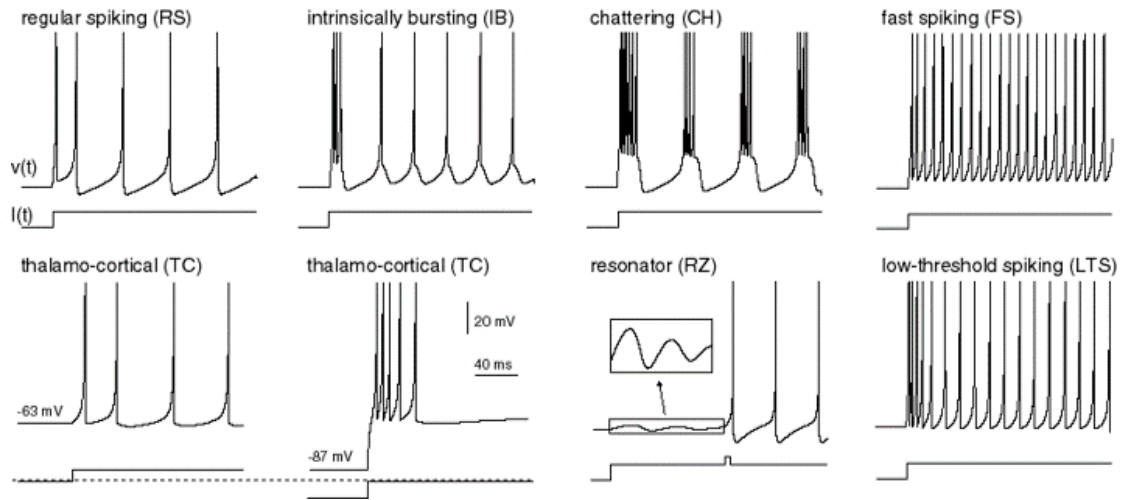 regular spiking (RS)
intrinsically bursting (IB)
chattering (CH)
fast spiking (FS)
v(t)
I(t)
thalamo-cortical (TC)
thalamo-cortical (TC)
resonator (RZ)
low-threshold spiking (LTS)
20 mV
40 ms
-63 mV
-87 mV